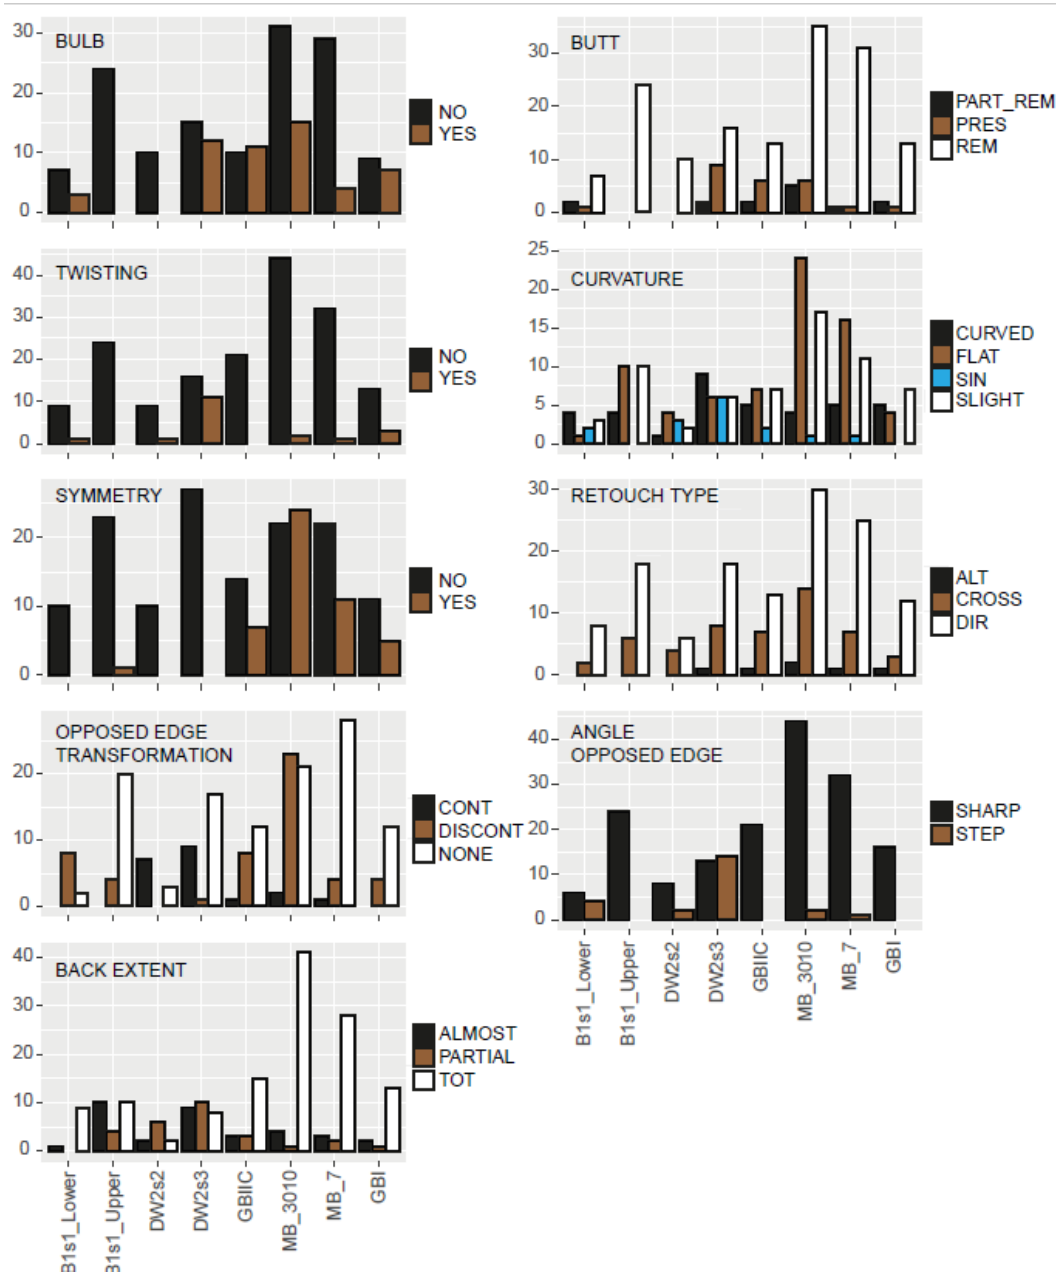 BULB
30
20
10
0
NO
YES
BUTT
30
20
10
0
PART_REM
PRES
REM
TWISTING
40
30
20
10
0
NO
YES
CURVATURE
25
20
15
10
5
0
CURVED
FLAT
SIN
SLIGHT
SYMMETRY
20
10
0
NO
YES
RETOUCH TYPE
30
20
10
0
ALT
CROSS
DIR
OPPOSED EDGE
TRANSFORMATION
20
10
0
CONT
DISCONT
NONE
ANGLE
OPPOSED EDGE
40
30
20
10
0
SHARP
STEP
B1s1_Lower
B1s1_Upper
DW2s2
DW2s3
GBIIC
MB_3010
MB_7
GBI
BACK EXTENT
40
30
20
10
0
ALMOST
PARTIAL
TOT
B1s1_Lower
B1s1_Upper
DW2s2
DW2s3
GBIIC
MB_3010
MB_7
GBI